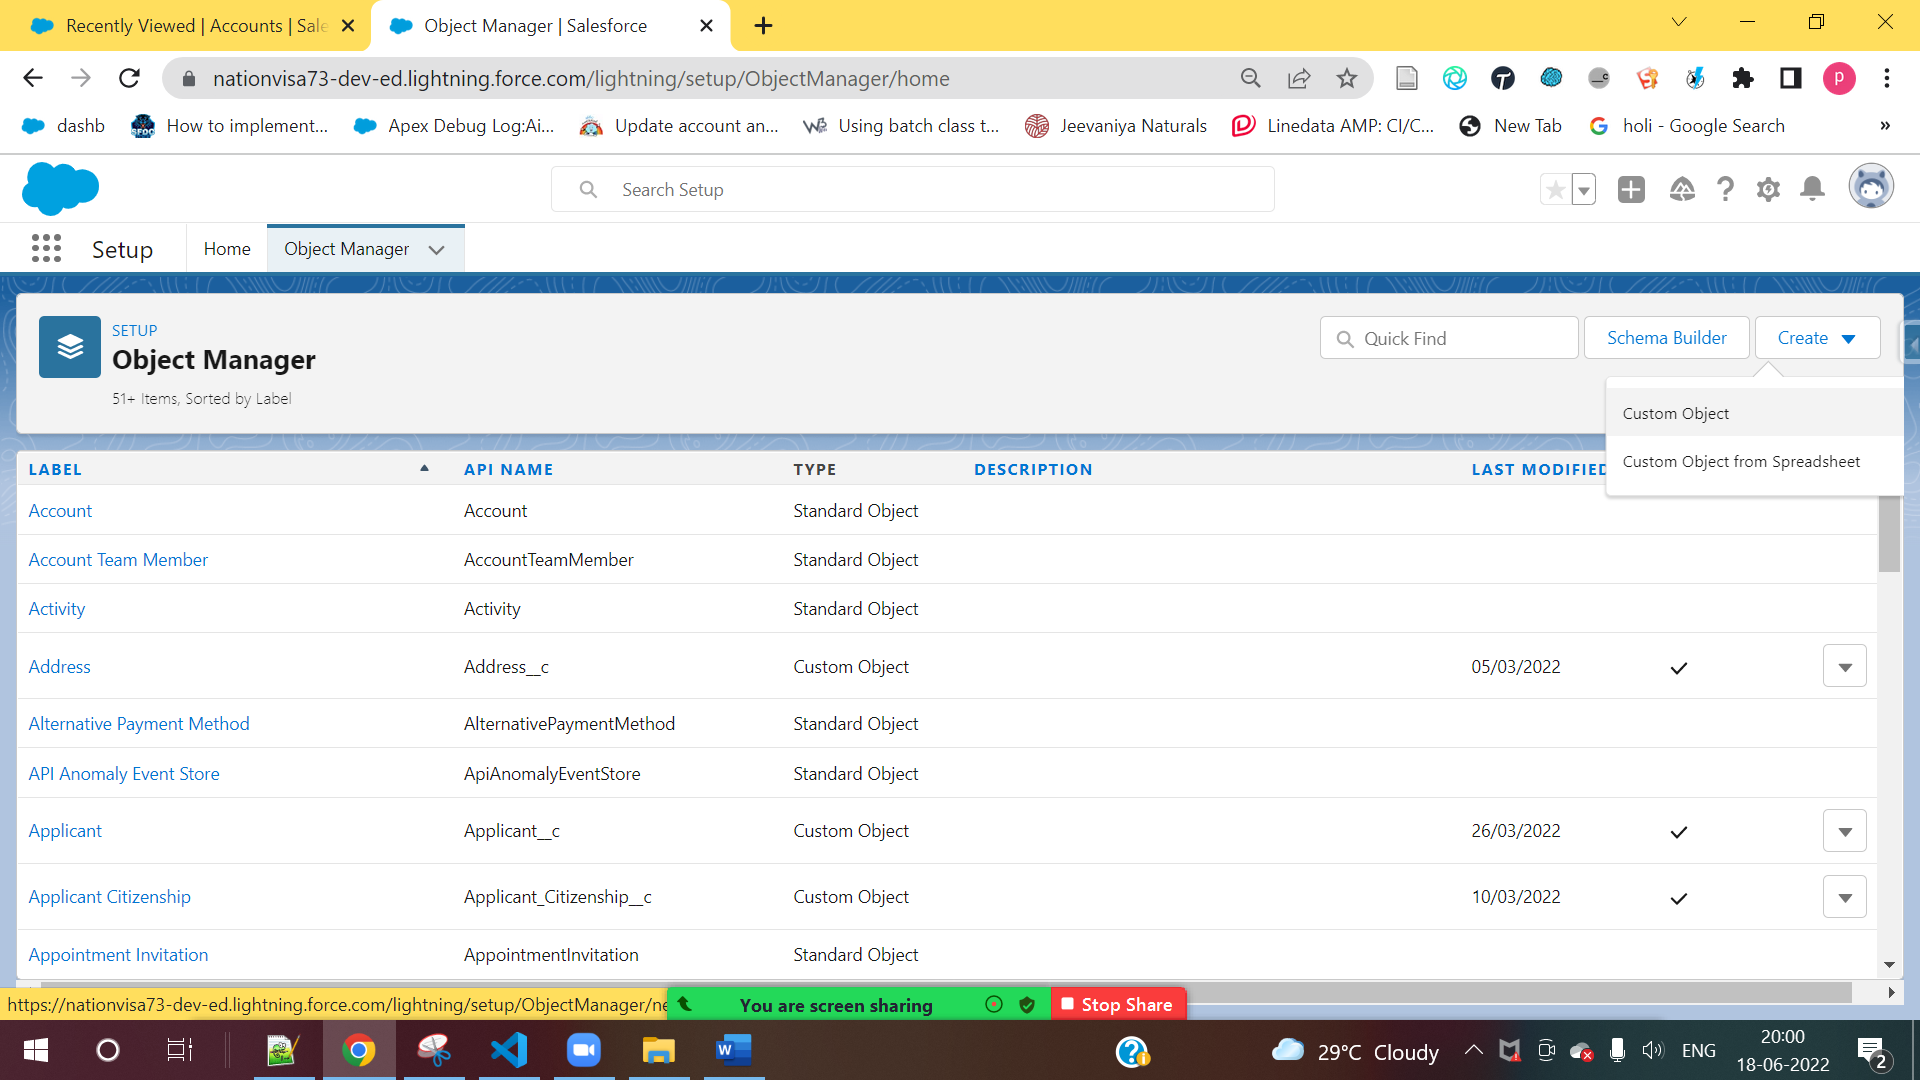 Recently Viewed | Accounts | Sale
Object Manager | Salesforce
nationvisa73-dev-ed.lightning.force.com/lightning/setup/ObjectManager/home
P
dashb
How to implement...
Apex Debug Log:Ai...
Update account an...
Using batch class t...
Jeevaniya Naturals
Linedata AMP: CI/C...
New Tab
holi - Google Search
»
Search Setup
Setup
Home
Object Manager
SETUP
Object Manager
51+ Items, Sorted by Label
Quick Find
Schema Builder
Create
Custom Object
Custom Object from Spreadsheet
LABEL API NAME TYPE DESCRIPTION LAST MODIFIED
Account Account Standard Object
Account Team Member AccountTeamMember Standard Object
Activity Activity Standard Object
Address Address__c Custom Object 05/03/2022
Alternative Payment Method AlternativePaymentMethod Standard Object
API Anomaly Event Store ApiAnomalyEventStore Standard Object
Applicant Applicant__c Custom Object 26/03/2022
Applicant Citizenship Applicant_Citizenship__c Custom Object 10/03/2022
Appointment Invitation AppointmentInvitation Standard Object
https://nationvisa73-dev-ed.lightning.force.com/lightning/setup/ObjectManager/ne
You are screen sharing
Stop Share
29°C Cloudy
ENG
20:00
18-06-2022
2